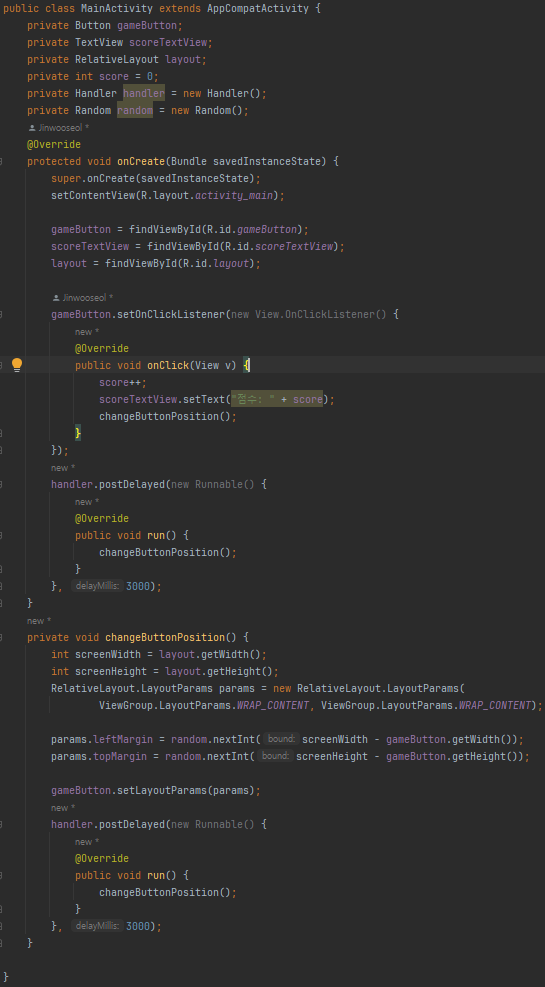 public class MainActivity extends AppCompatActivity {
private Button gameButton;
private TextView scoreTextView;
private RelativeLayout layout;
private int score = 0;
private Handler handler = new Handler();
private Random random = new Random();
Jinwooseol *
@Override
protected void onCreate(Bundle savedInstanceState) {
super.onCreate(savedInstanceState);
setContentView(R.layout.activity_main);
gameButton = findViewById(R.id.gameButton);
scoreTextView = findViewById(R.id.scoreTextView);
layout = findViewById(R.id.layout);
Jinwooseol *
gameButton.setOnClickListener(new View.OnClickListener() {
new *
@Override
public void onClick(View v) {
score++;
scoreTextView.setText("점수: " + score);
changeButtonPosition();
}
});
new *
handler.postDelayed(new Runnable() {
new *
@Override
public void run() {
changeButtonPosition();
}
}, delayMillis: 3000);
}
new *
private void changeButtonPosition() {
int screenWidth = layout.getWidth();
int screenHeight = layout.getHeight();
RelativeLayout.LayoutParams params = new RelativeLayout.LayoutParams(
ViewGroup.LayoutParams.WRAP_CONTENT, ViewGroup.LayoutParams.WRAP_CONTENT);
params.leftMargin = random.nextInt( bound: screenWidth - gameButton.getWidth());
params.topMargin = random.nextInt( bound: screenHeight - gameButton.getHeight());
gameButton.setLayoutParams(params);
new *
handler.postDelayed(new Runnable() {
new *
@Override
public void run() {
changeButtonPosition();
}
}, delayMillis: 3000);
}
}